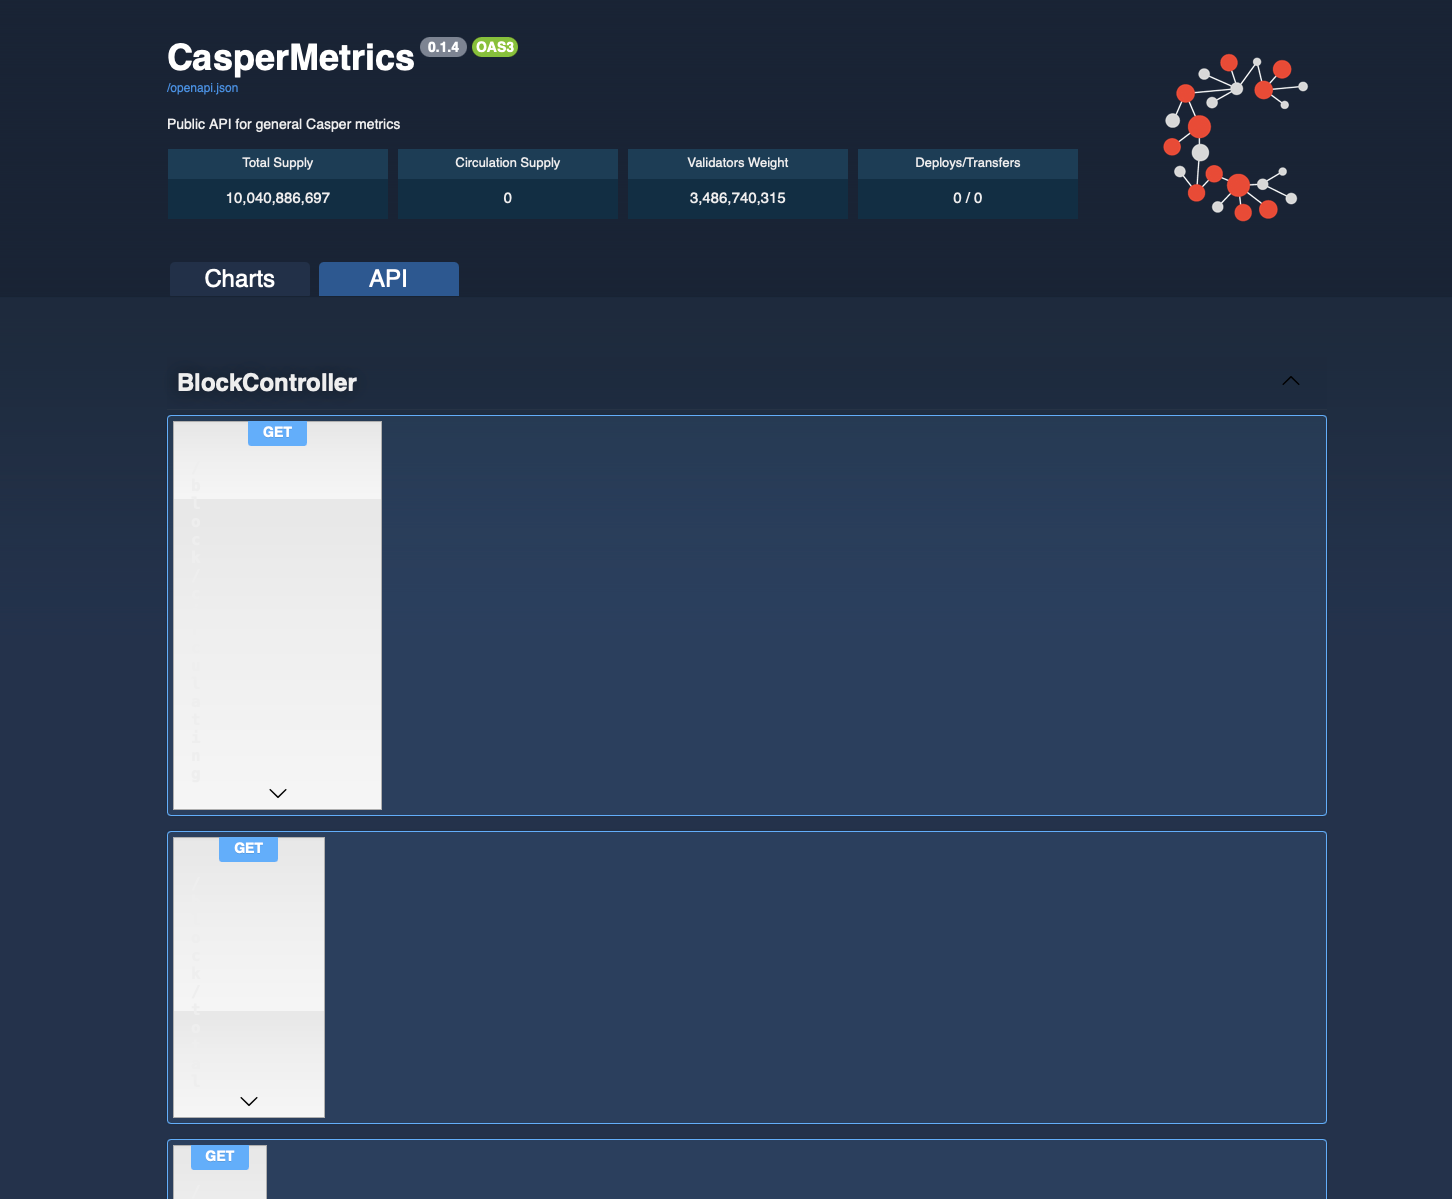 CasperMetrics 0.1.4 OAS3
/openapi.json
Public API for general Casper metrics
Total Supply Circulation Supply Validators Weight Deploys/Transfers
10,040,886,697 0 3,486,740,315 0 / 0
Charts API
BlockController
GET
GET
GET